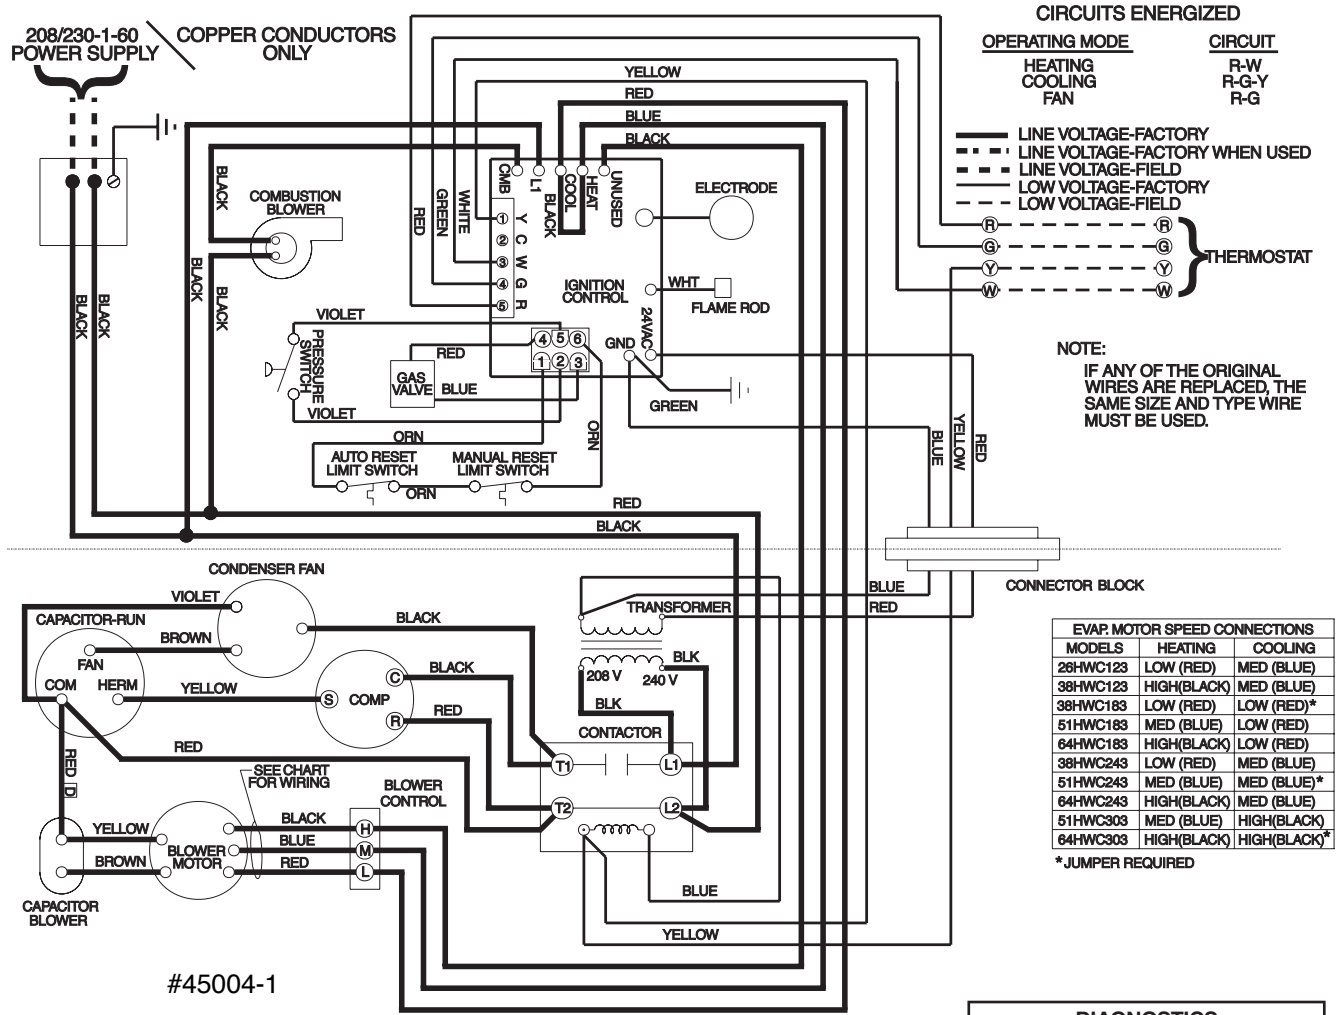 208/230-1-60
POWER SUPPLY
COPPER CONDUCTORS
ONLY
CIRCUITS ENERGIZED
OPERATING MODE CIRCUIT
HEATING R-W
COOLING R-G-Y
FAN R-G
LINE VOLTAGE-FACTORY
LINE VOLTAGE-FACTORY WHEN USED
LINE VOLTAGE-FIELD
LOW VOLTAGE-FACTORY
LOW VOLTAGE-FIELD
R R
G G
Y Y
W W
THERMOSTAT
NOTE:
IF ANY OF THE ORIGINAL
WIRES ARE REPLACED, THE
SAME SIZE AND TYPE WIRE
MUST BE USED.
YELLOW
RED
BLUE
BLACK
BLACK
COMBUSTION
BLOWER
RED
GREEN
WHITE
CMB
L1
COOL
HEAT
UNUSED
BLACK
ELECTRODE
1 Y
2 C
3 W
4 G
5 R
IGNITION
CONTROL
WHT
FLAME ROD
24VAC
GND
GREEN
BLACK
BLACK
BLACK
BLACK
VIOLET
PRESSURE
SWITCH
VIOLET
RED
GAS
VALVE
BLUE
4 5 6
1 2 3
ORN
ORN
AUTO RESET
LIMIT SWITCH
MANUAL RESET
LIMIT SWITCH
ORN
BLUE
YELLOW
RED
RED
BLACK
CONNECTOR BLOCK
CONDENSER FAN
VIOLET
CAPACITOR-RUN
BROWN
FAN
COM
HERM
YELLOW
BLACK
S
COMP
C
R
BLACK
RED
RED
RED
D
TRANSFORMER
BLUE
RED
208 V
240 V
BLK
BLK
CONTACTOR
T1
L1
T2
L2
SEE CHART
FOR WIRING
BLOWER
CONTROL
BLACK
BLUE
RED
H
M
L
YELLOW
BROWN
BLOWER
MOTOR
CAPACITOR
BLOWER
BLUE
YELLOW
EVAP. MOTOR SPEED CONNECTIONS
MODELS HEATING COOLING
26HWC123 LOW (RED) MED (BLUE)
38HWC123 HIGH(BLACK) MED (BLUE)
38HWC183 LOW (RED) LOW (RED)*
51HWC183 MED (BLUE) LOW (RED)
64HWC183 HIGH(BLACK) LOW (RED)
38HWC243 LOW (RED) MED (BLUE)
51HWC243 MED (BLUE) MED (BLUE)*
64HWC243 HIGH(BLACK) MED (BLUE)
51HWC303 MED (BLUE) HIGH(BLACK)
64HWC303 HIGH(BLACK) HIGH(BLACK)*
*JUMPER REQUIRED
#45004-1
DIAGNOSTICS